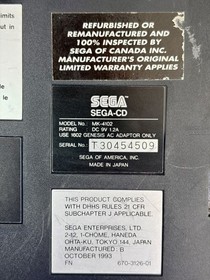 REFURBISHED OR
REMANUFACTURED AND
100% INSPECTED BY
SEGA OF CANADA INC.
MANUFACTURER'S ORIGINAL
LIMITED WARRANTY APPLIES
SEGA
SEGA-CD
MODEL No.: MK-4102
RATING : DC 9V 1.2A
USE 1602 GENESIS AC ADAPTOR ONLY
SERIAL No.: T30454509
SEGA OF AMERICA, INC.
MADE IN JAPAN
THIS PRODUCT COMPLIES
WITH DHHS RULES 21 CFR
SUBCHAPTER J APPLICABLE.
SEGA ENTERPRISES, LTD.
2-12, 1-CHOME, HANEDA
OHTA-KU, TOKYO 144, JAPAN
MANUFACTURED : B
OCTOBER 1993
FN 670-3126-01